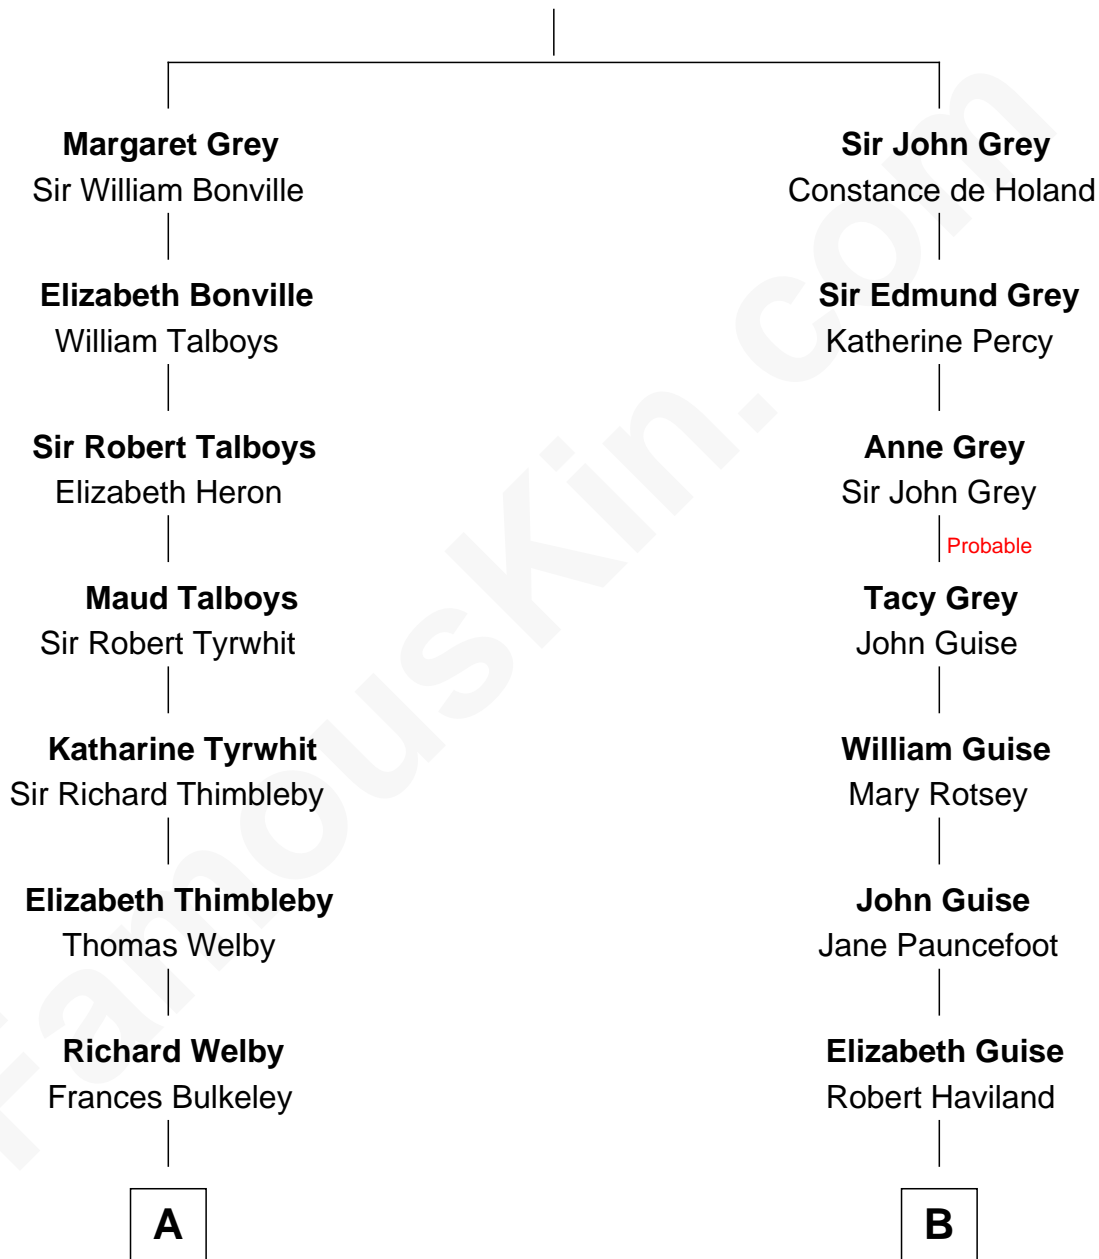 Margaret Grey
Sir William Bonville
Elizabeth Bonville
William Talboys
Sir Robert Talboys
Elizabeth Heron
Maud Talboys
Sir Robert Tyrwhit
Katharine Tyrwhit
Sir Richard Thimbleby
Elizabeth Thimbleby
Thomas Welby
Richard Welby
Frances Bulkeley
A
Sir John Grey
Constance de Holand
Sir Edmund Grey
Katherine Percy
Anne Grey
Sir John Grey
Probable
Tacy Grey
John Guise
William Guise
Mary Rotsey
John Guise
Jane Pauncefoot
Elizabeth Guise
Robert Haviland
B
FamousKin.com